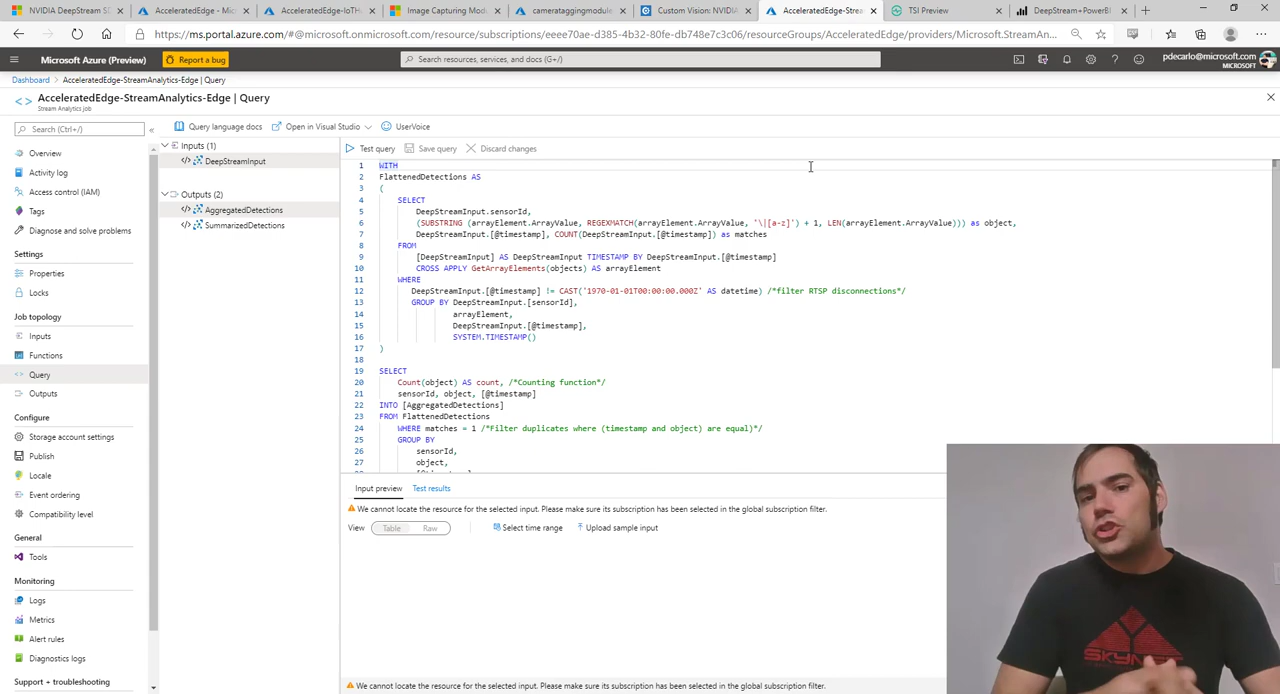 NVIDIA DeepStream SD
AcceleratedEdge - Micr
AcceleratedEdge-IoTHu
Image Capturing Modu
camerataggingmodule
Custom Vision: NVIDIA
AcceleratedEdge-Strea
TSI Preview
DeepStream+PowerBI
https://ms.portal.azure.com/#@microsoft.onmicrosoft.com/resource/subscriptions/eeee70ae-d385-4b32-80fe-db748e7c3c06/resourceGroups/AcceleratedEdge/providers/Microsoft.StreamAn...
Microsoft Azure (Preview)
Report a bug
Search resources, services, and docs (G+/)
pdecarlo@microsoft.com
MICROSOFT
Dashboard > AcceleratedEdge-StreamAnalytics-Edge | Query
AcceleratedEdge-StreamAnalytics-Edge | Query
Stream Analytics job
Search (Ctrl+/)
Overview
Activity log
Access control (IAM)
Tags
Diagnose and solve problems
Settings
Properties
Locks
Job topology
Inputs
Functions
Query
Outputs
Configure
Storage account settings
Publish
Locale
Event ordering
Compatibility level
General
Tools
Monitoring
Logs
Metrics
Alert rules
Diagnostics logs
Support + troubleshooting
Query language docs
Open in Visual Studio
UserVoice
Inputs (1)
DeepStreamInput
Outputs (2)
AggregatedDetections
SummarizedDetections
Test query
Save query
Discard changes
1 WITH
2 FlattenedDetections AS
3 (
4 SELECT
5 DeepStreamInput.sensorId,
6 (SUBSTRING (arrayElement.ArrayValue, REGEXMATCH(arrayElement.ArrayValue, '\|[a-z]') + 1, LEN(arrayElement.ArrayValue))) as object,
7 DeepStreamInput.[@timestamp], COUNT(DeepStreamInput.[@timestamp]) as matches
8 FROM
9 [DeepStreamInput] AS DeepStreamInput TIMESTAMP BY DeepStreamInput.[@timestamp]
10 CROSS APPLY GetArrayElements(objects) AS arrayElement
11 WHERE
12 DeepStreamInput.[@timestamp] != CAST('1970-01-01T00:00:00.000Z' AS datetime) /*filter RTSP disconnections*/
13 GROUP BY DeepStreamInput.[sensorId],
14 arrayElement,
15 DeepStreamInput.[@timestamp],
16 SYSTEM.TIMESTAMP()
17 )
18
19 SELECT
20 Count(object) AS count, /*Counting function*/
21 sensorId, object, [@timestamp]
22 INTO [AggregatedDetections]
23 FROM FlattenedDetections
24 WHERE matches = 1 /*Filter duplicates where (timestamp and object) are equal)*/
25 GROUP BY
26 sensorId,
27 object,
Input preview
Test results
We cannot locate the resource for the selected input. Please make sure its subscription has been selected in the global subscription filter.
View
Table
Raw
Select time range
Upload sample input
We cannot locate the resource for the selected input. Please make sure its subscription has been selected in the global subscription filter.